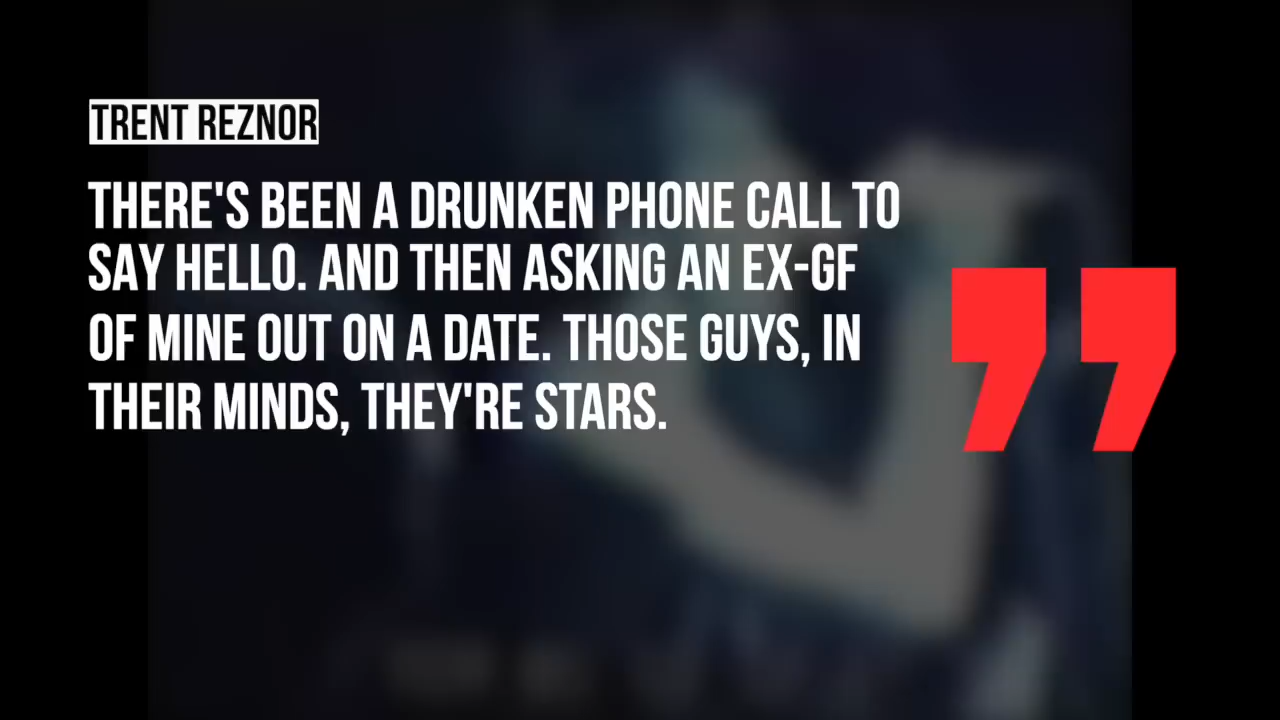 TRENT REZNOR
THERE'S BEEN A DRUNKEN PHONE CALL TO
SAY HELLO. AND THEN ASKING AN EX-GF
OF MINE OUT ON A DATE. THOSE GUYS, IN
THEIR MINDS, THEY'RE STARS.
”